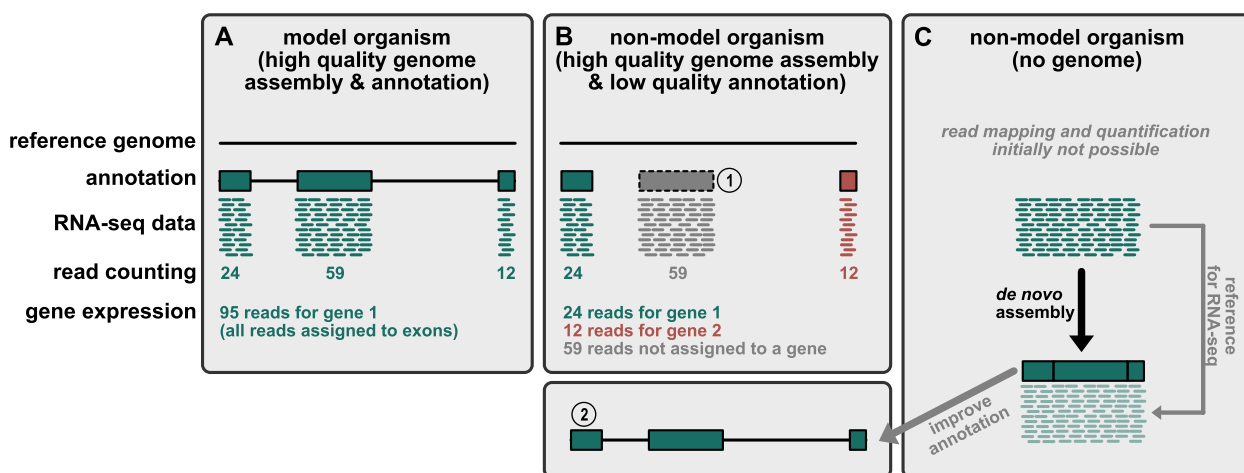 A
model organism
(high quality genome
assembly & annotation)
B
non-model organism
(high quality genome assembly
& low quality annotation)
C
non-model organism
(no genome)
reference genome
annotation
RNA-seq data
read counting
gene expression
24
59
12
95 reads for gene 1
(all reads assigned to exons)
1
24
59
12
24 reads for gene 1
12 reads for gene 2
59 reads not assigned to a gene
read mapping and quantification
initially not possible
de novo
assembly
reference
for RNA-seq
improve
annotation
2